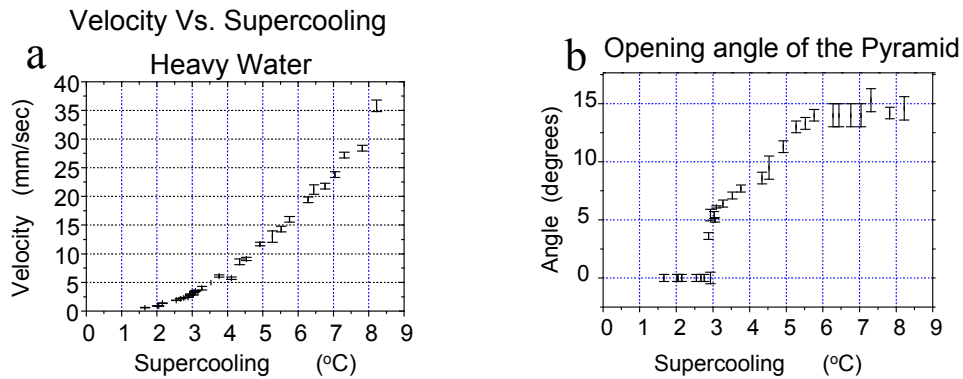 Velocity Vs. Supercooling
a
Heavy Water
40
35
30
25
20
15
10
5
0
Velocity (mm/sec)
0 1 2 3 4 5 6 7 8 9
Supercooling (°C)
b
Opening angle of the Pyramid
15
10
5
0
Angle (degrees)
0 1 2 3 4 5 6 7 8 9
Supercooling (°C)